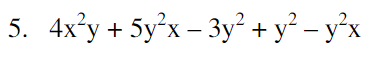 5. 4x²y + 5y²x – 3y² + y² – y²x